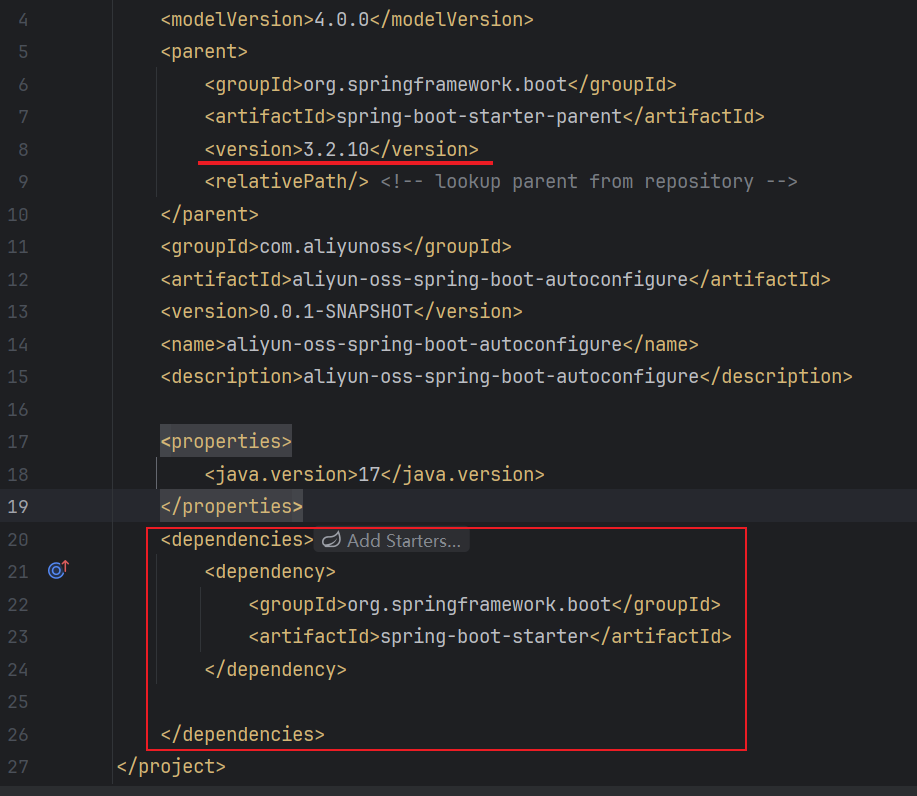 4 <modelVersion>4.0.0</modelVersion>
5 <parent>
6 <groupId>org.springframework.boot</groupId>
7 <artifactId>spring-boot-starter-parent</artifactId>
8 <version>3.2.10</version>
9 <relativePath/> <!-- lookup parent from repository -->
10 </parent>
11 <groupId>com.aliyunoss</groupId>
12 <artifactId>aliyun-oss-spring-boot-autoconfigure</artifactId>
13 <version>0.0.1-SNAPSHOT</version>
14 <name>aliyun-oss-spring-boot-autoconfigure</name>
15 <description>aliyun-oss-spring-boot-autoconfigure</description>
16
17 <properties>
18 <java.version>17</java.version>
19 </properties>
20 <dependencies> Add Starters...
21 <dependency>
22 <groupId>org.springframework.boot</groupId>
23 <artifactId>spring-boot-starter</artifactId>
24 </dependency>
25
26 </dependencies>
27 </project>